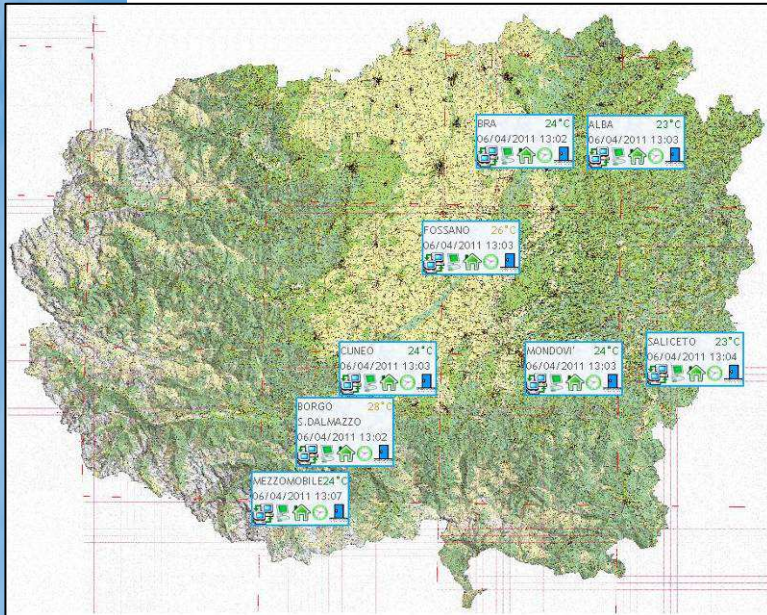 BRA 24°C
06/04/2011 13:02
ALBA 23°C
06/04/2011 13:03
FOSSANO 26°C
06/04/2011 13:03
CUNEO 24°C
06/04/2011 13:03
MONDOVI' 24°C
06/04/2011 13:03
SALICETO 23°C
06/04/2011 13:04
BORGO 28°C
S.DALMAZZO
06/04/2011 13:02
MEZZOMOBILE24°C
06/04/2011 13:07